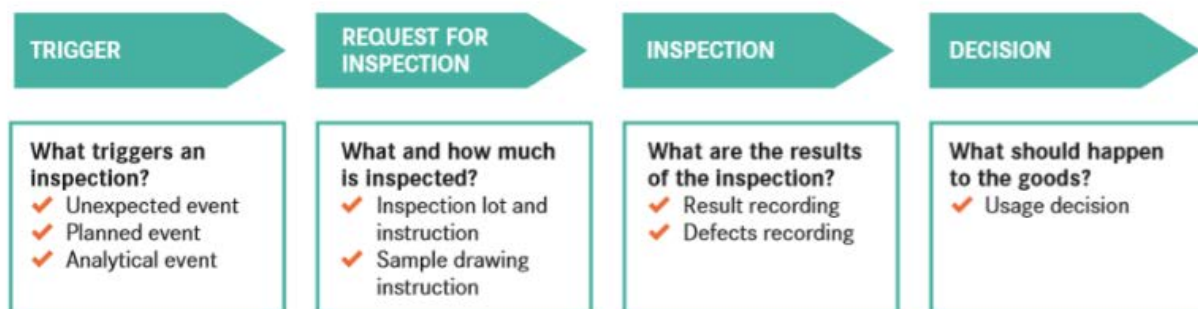 TRIGGER
REQUEST FOR
INSPECTION
INSPECTION
DECISION
What triggers an
inspection?
Unexpected event
Planned event
Analytical event
What and how much
is inspected?
Inspection lot and
instruction
Sample drawing
instruction
What are the results
of the inspection?
Result recording
Defects recording
What should happen
to the goods?
Usage decision